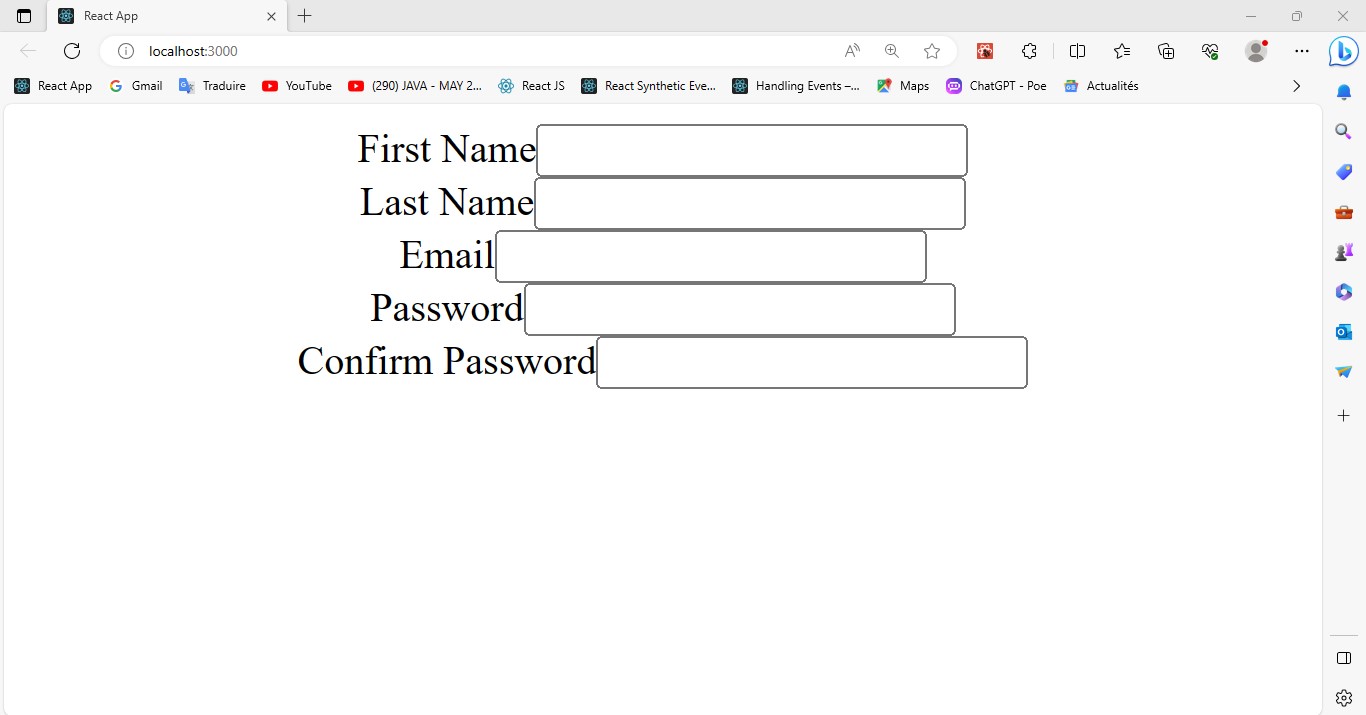 React App
localhost:3000
React App Gmail Traduire YouTube (290) JAVA - MAY 2... React JS React Synthetic Eve... Handling Events –... Maps ChatGPT - Poe Actualités
First Name
Last Name
Email
Password
Confirm Password